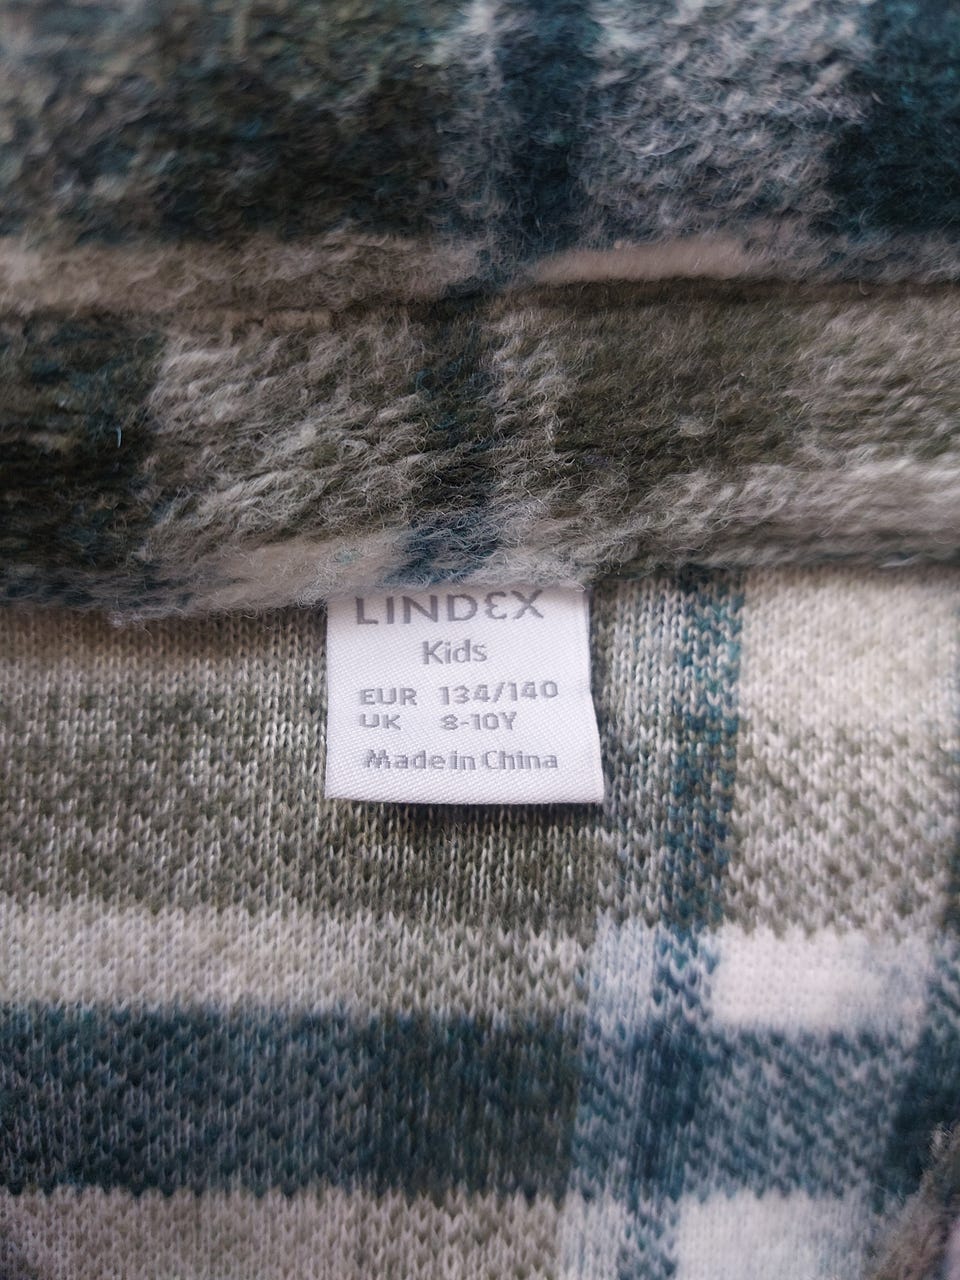 LINDEX
Kids
EUR 134/140
UK 8-10Y
Made in China